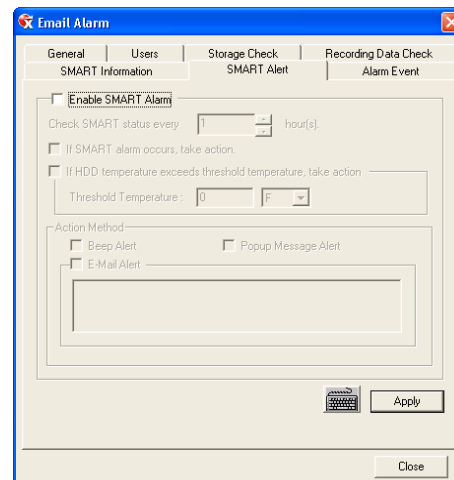 Email Alarm
General Users Storage Check Recording Data Check
SMART Information SMART Alert Alarm Event
Enable SMART Alarm
Check SMART status every 1 hour(s).
If SMART alarm occurs, take action.
If HDD temperature exceeds threshold temperature, take action
Threshold Temperature : 0 F
Action Method
Beep Alert Popup Message Alert
E-Mail Alert
Apply
Close